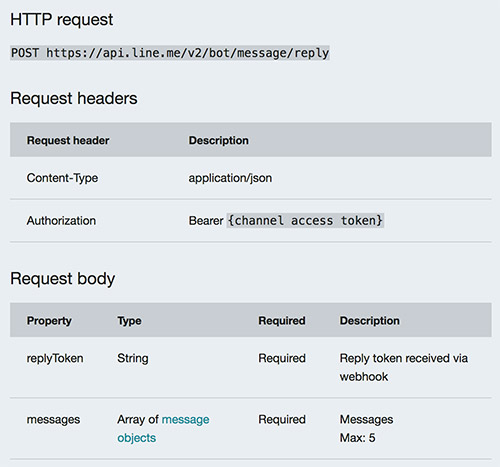 HTTP request
POST https://api.line.me/v2/bot/message/reply
Request headers
Request header Description
Content-Type application/json
Authorization Bearer {channel access token}
Request body
Property Type Required Description
replyToken String Required Reply token received via
webhook
messages Array of message Required Messages
objects Max: 5